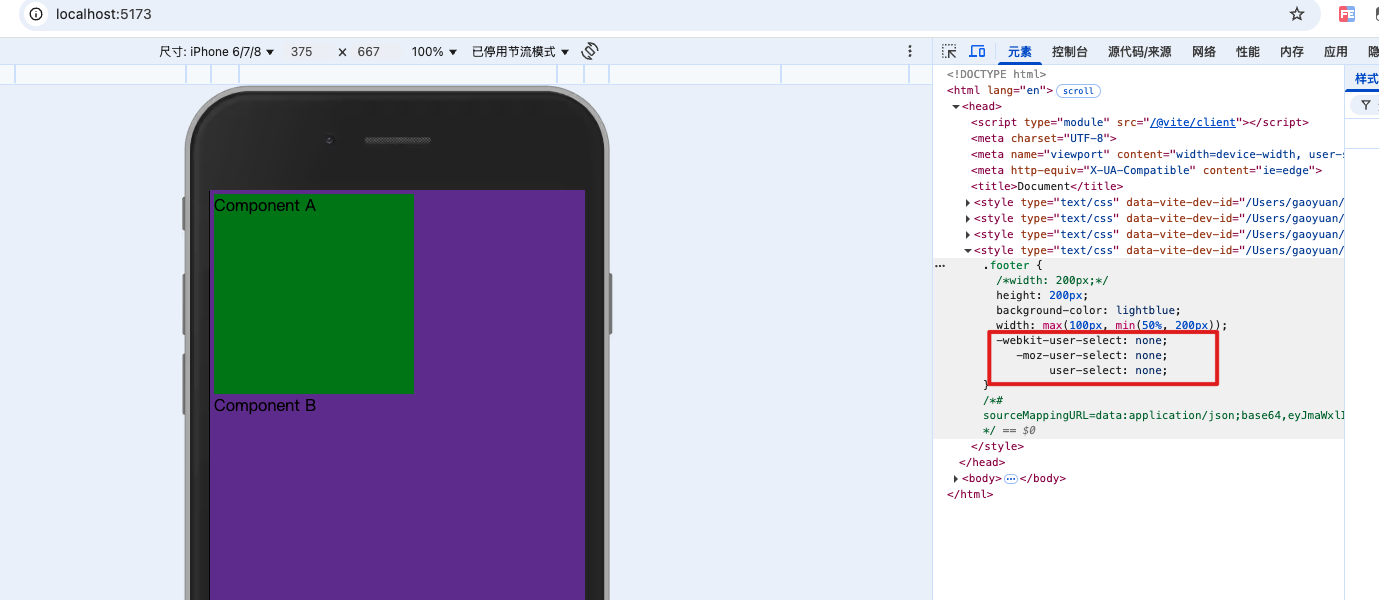 localhost:5173
尺寸: iPhone 6/7/8 375 × 667 100% 已停用节流模式
元素 控制台 源代码/来源 网络 性能 内存 应用
样式
Component A
Component B
<!DOCTYPE html>
<html lang="en"> scroll
<head>
<script type="module" src="/@vite/client"></script>
<meta charset="UTF-8">
<meta name="viewport" content="width=device-width, user-s
<meta http-equiv="X-UA-Compatible" content="ie=edge">
<title>Document</title>
<style type="text/css" data-vite-dev-id="/Users/gaoyuan/
<style type="text/css" data-vite-dev-id="/Users/gaoyuan/
<style type="text/css" data-vite-dev-id="/Users/gaoyuan/
<style type="text/css" data-vite-dev-id="/Users/gaoyuan/
.footer {
/*width: 200px;*/
height: 200px;
background-color: lightblue;
width: max(100px, min(50%, 200px));
-webkit-user-select: none;
-moz-user-select: none;
user-select: none;
}
/*#
sourceMappingURL=data:application/json;base64,eyJmaWxlI
*/ == $0
</style>
</head>
<body>…</body>
</html>